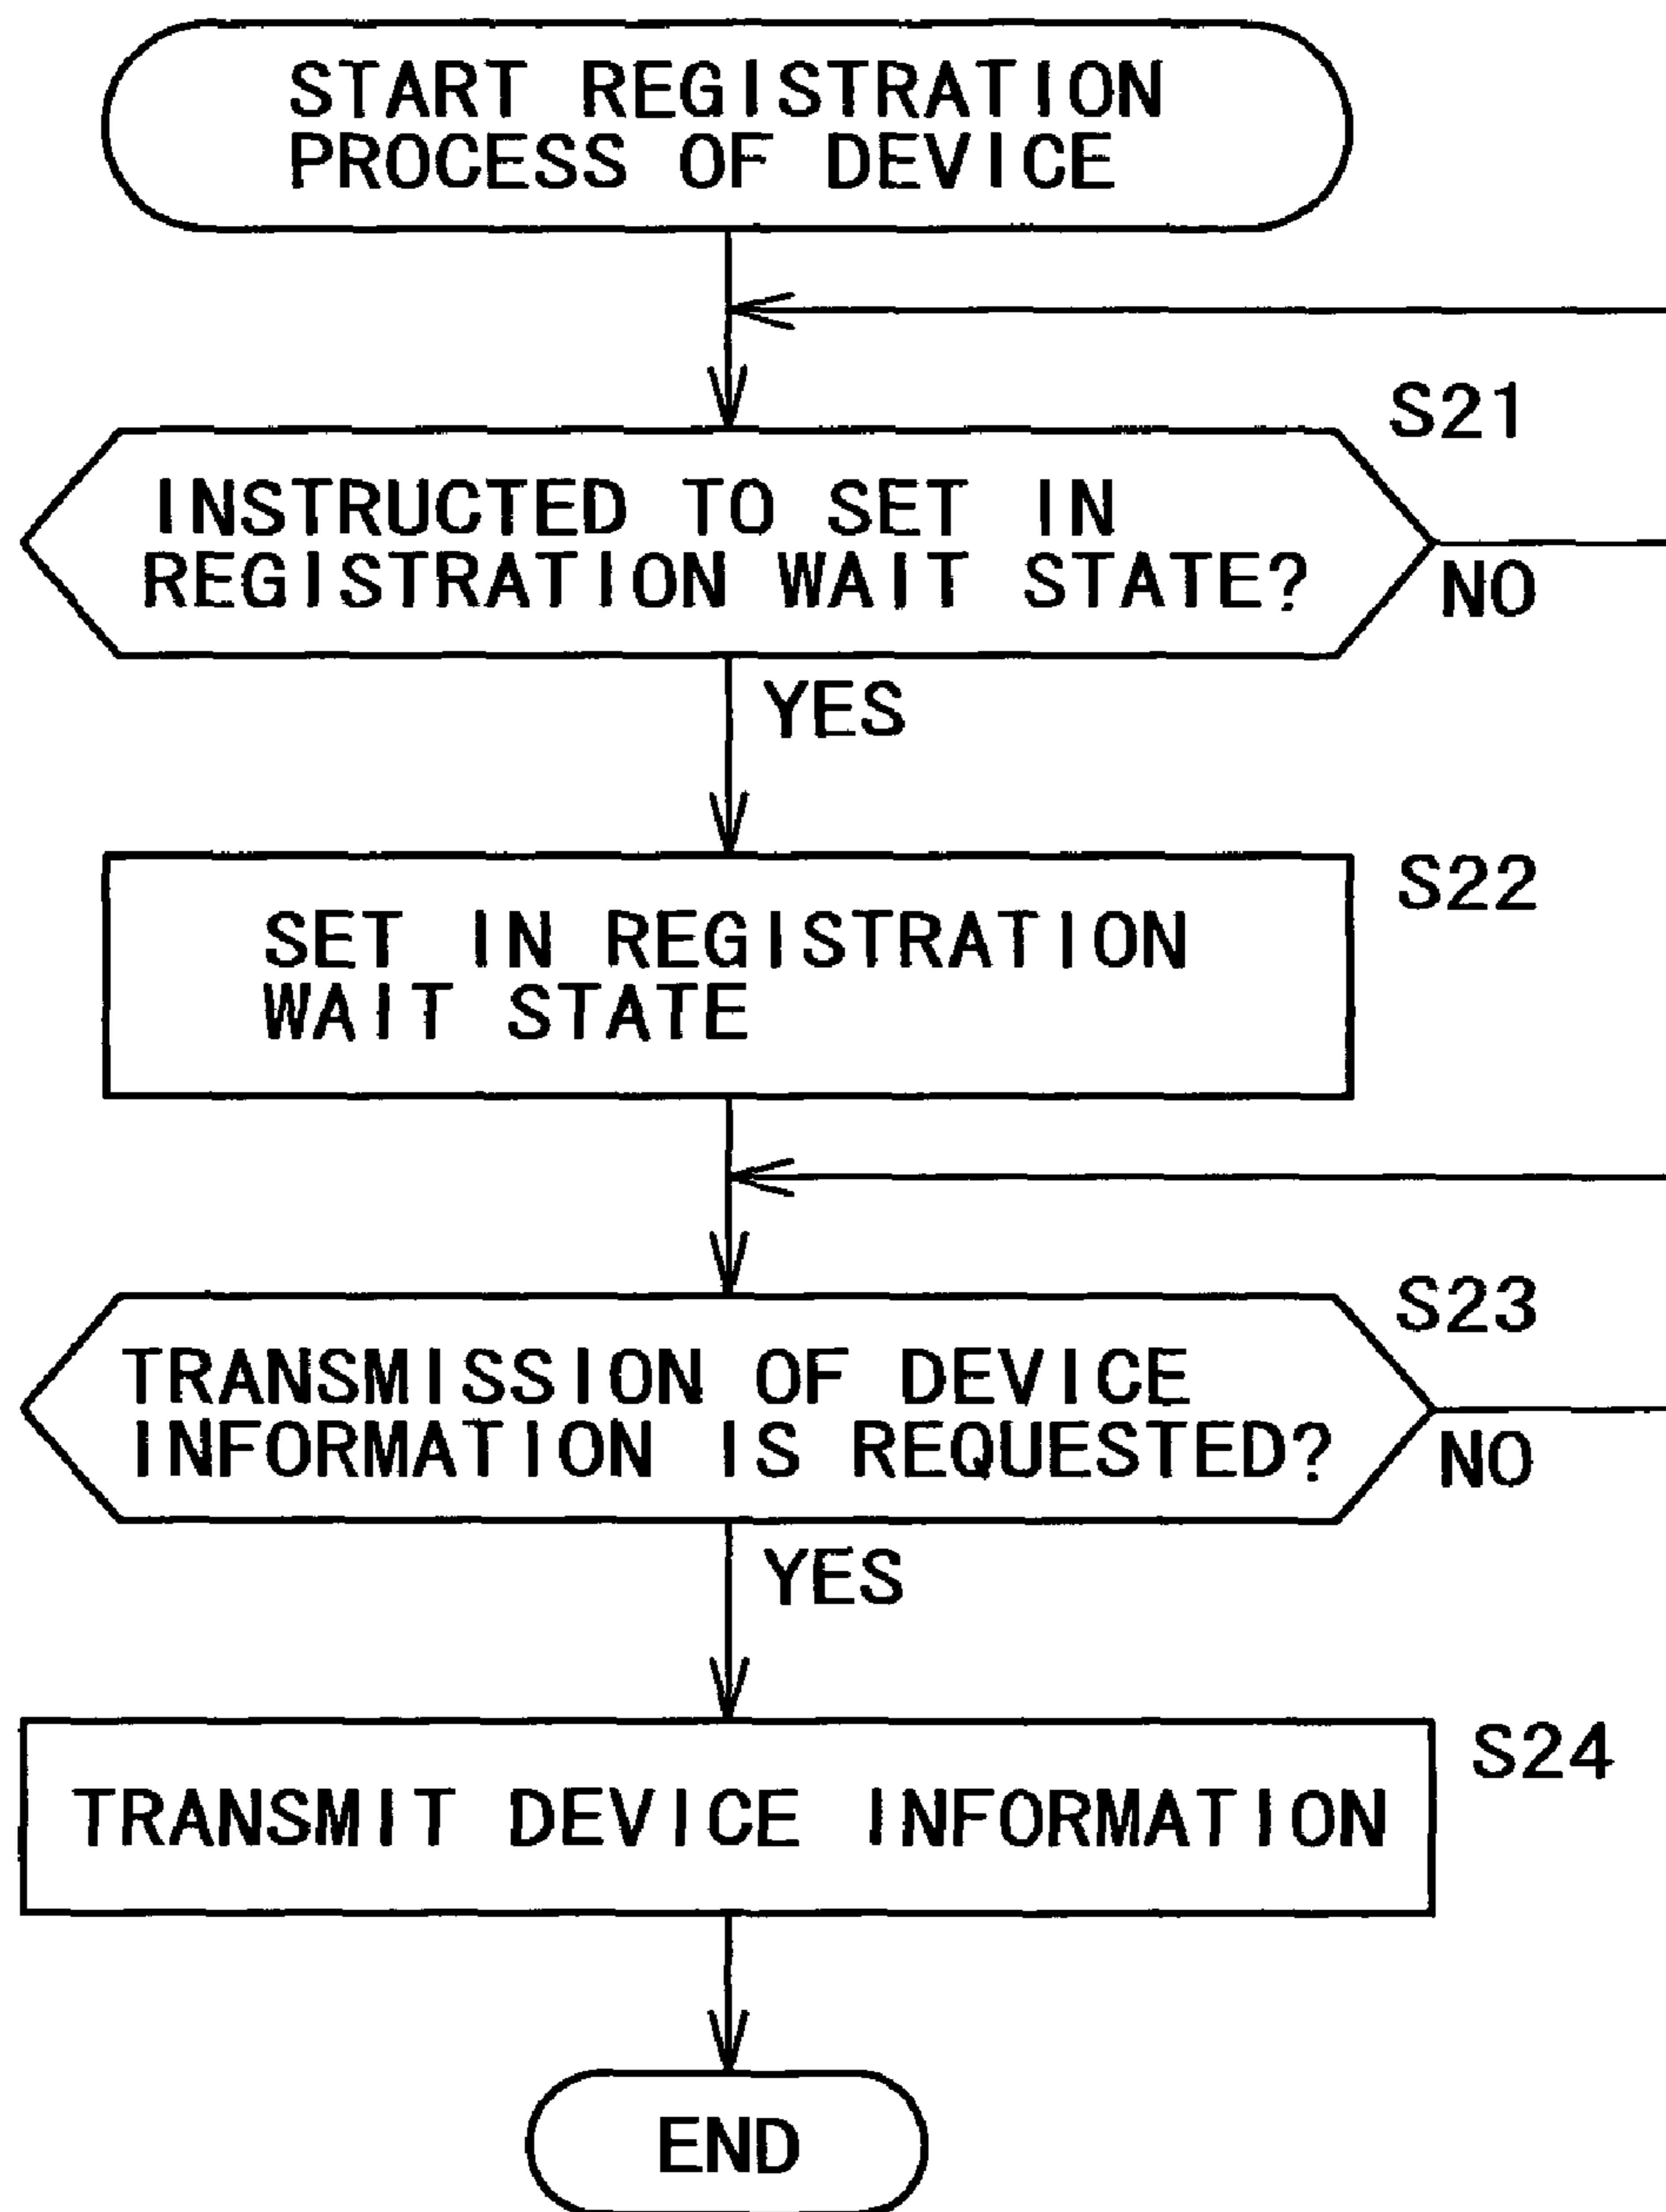 START REGISTRATION
PROCESS OF DEVICE
S21
INSTRUCTED TO SET IN
REGISTRATION WAIT STATE?
NO
YES
S22
SET IN REGISTRATION
WAIT STATE
S23
TRANSMISSION OF DEVICE
INFORMATION IS REQUESTED?
NO
YES
S24
TRANSMIT DEVICE INFORMATION
END